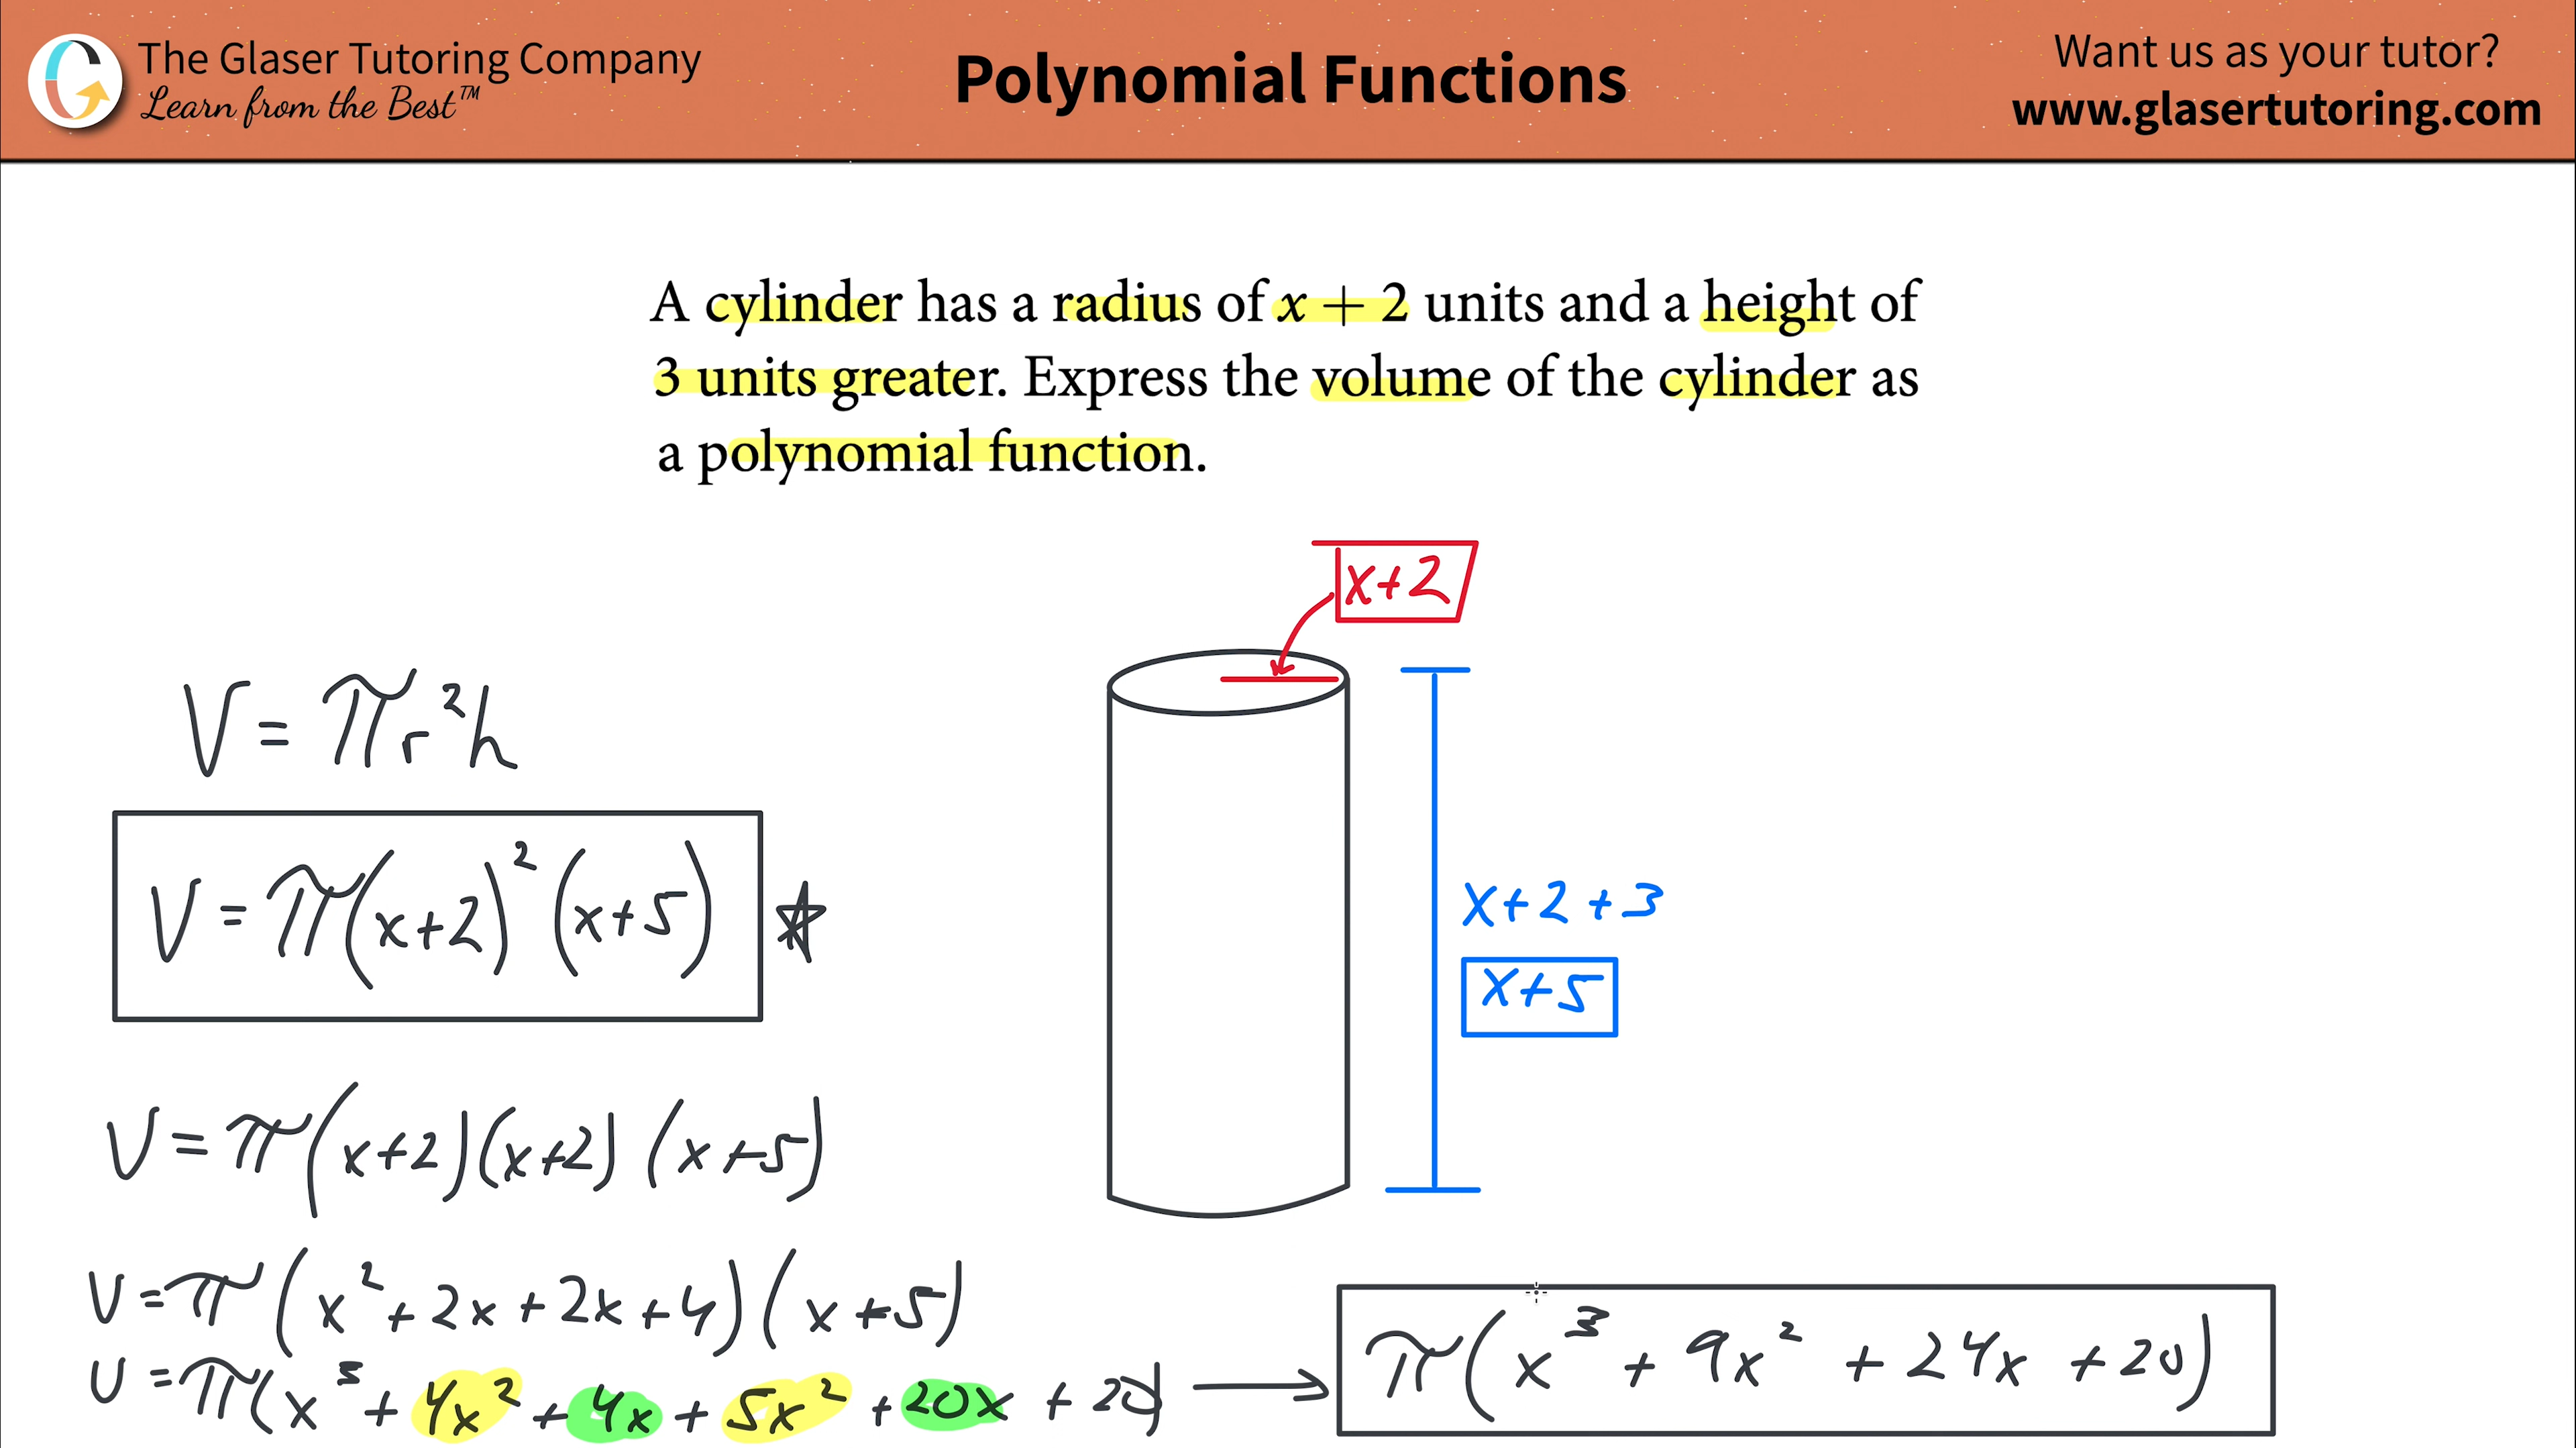 The Glaser Tutoring Company
Learn from the Best™
Polynomial Functions
Want us as your tutor?
www.glasertutoring.com
A cylinder has a radius of x + 2 units and a height of
3 units greater. Express the volume of the cylinder as
a polynomial function.
x+2
V = πr²h
V = π(x+2)²(x+5) ★
x+2+3
x+5
V = π(x+2)(x+2)(x+5)
V = π(x²+2x+2x+4)(x+5)
V = π(x³ + 4x² + 4x + 5x² + 20x + 20) → π(x³ + 9x² + 24x + 20)